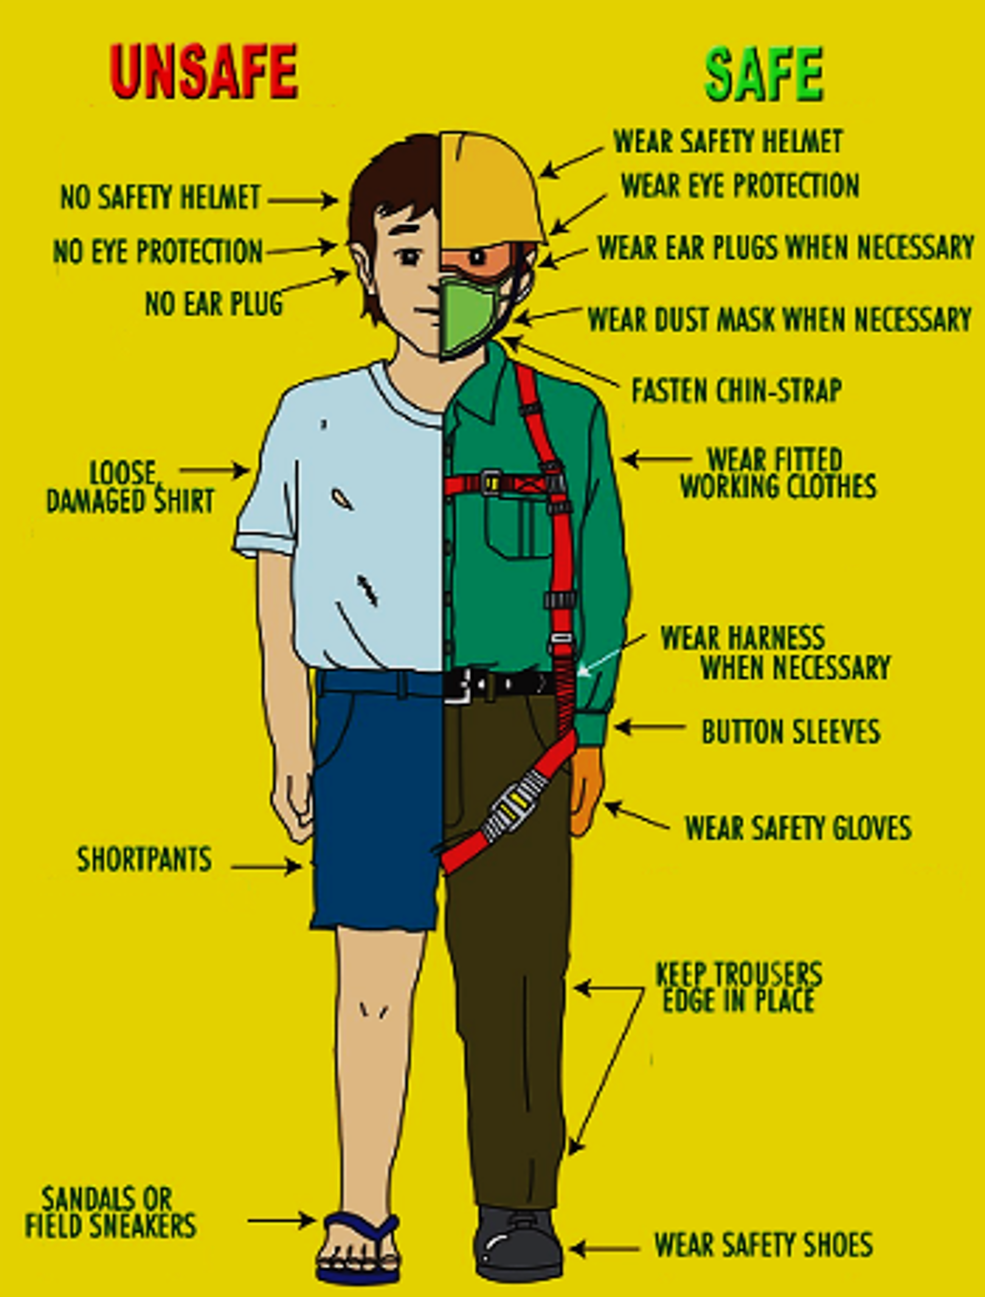 UNSAFE
SAFE
NO SAFETY HELMET
NO EYE PROTECTION
NO EAR PLUG
LOOSE,
DAMAGED SHIRT
SHORTPANTS
SANDALS OR
FIELD SNEAKERS
WEAR SAFETY HELMET
WEAR EYE PROTECTION
WEAR EAR PLUGS WHEN NECESSARY
WEAR DUST MASK WHEN NECESSARY
FASTEN CHIN-STRAP
WEAR FITTED
WORKING CLOTHES
WEAR HARNESS
WHEN NECESSARY
BUTTON SLEEVES
WEAR SAFETY GLOVES
KEEP TROUSERS
EDGE IN PLACE
WEAR SAFETY SHOES